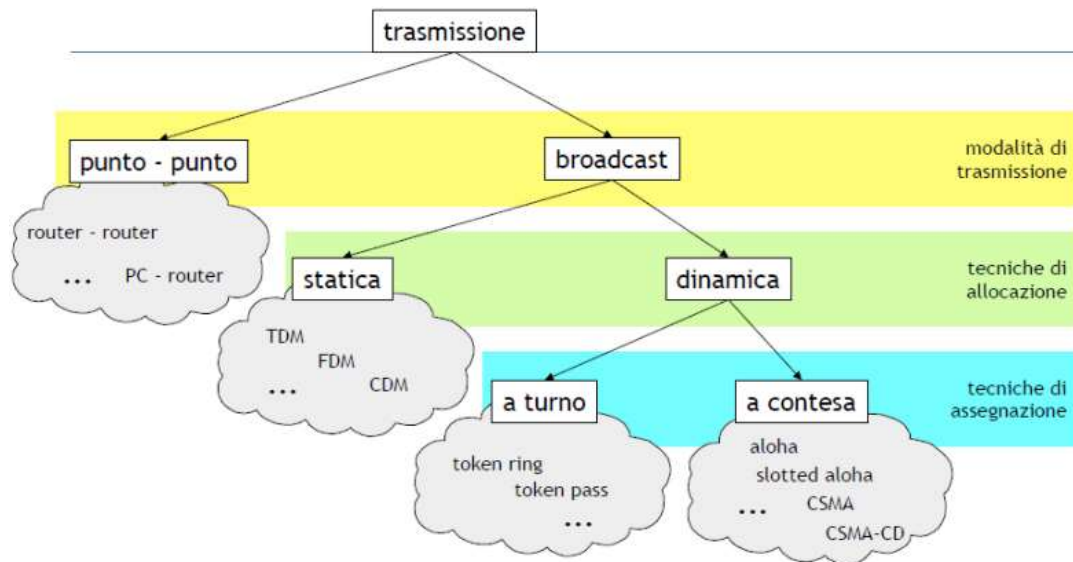 trasmissione
punto - punto
broadcast
modalità di
trasmissione
router - router
... PC - router
statica
dinamica
tecniche di
allocazione
TDM
FDM
... CDM
a turno
a contesa
tecniche di
assegnazione
token ring
token pass
...
aloha
slotted aloha
... CSMA
CSMA-CD